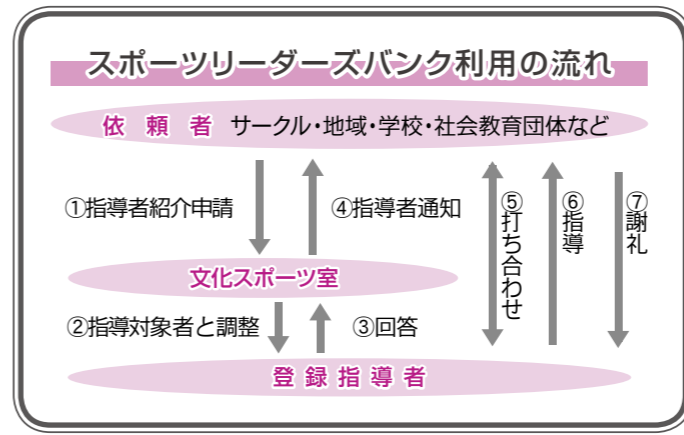 スポーツリーダーズバンク利用の流れ
依頼者 サークル・地域・学校・社会教育団体など
①指導者紹介申請
④指導者通知
⑤打ち合わせ
⑥指導
⑦謝礼
文化スポーツ室
②指導対象者と調整
③回答
登録指導者